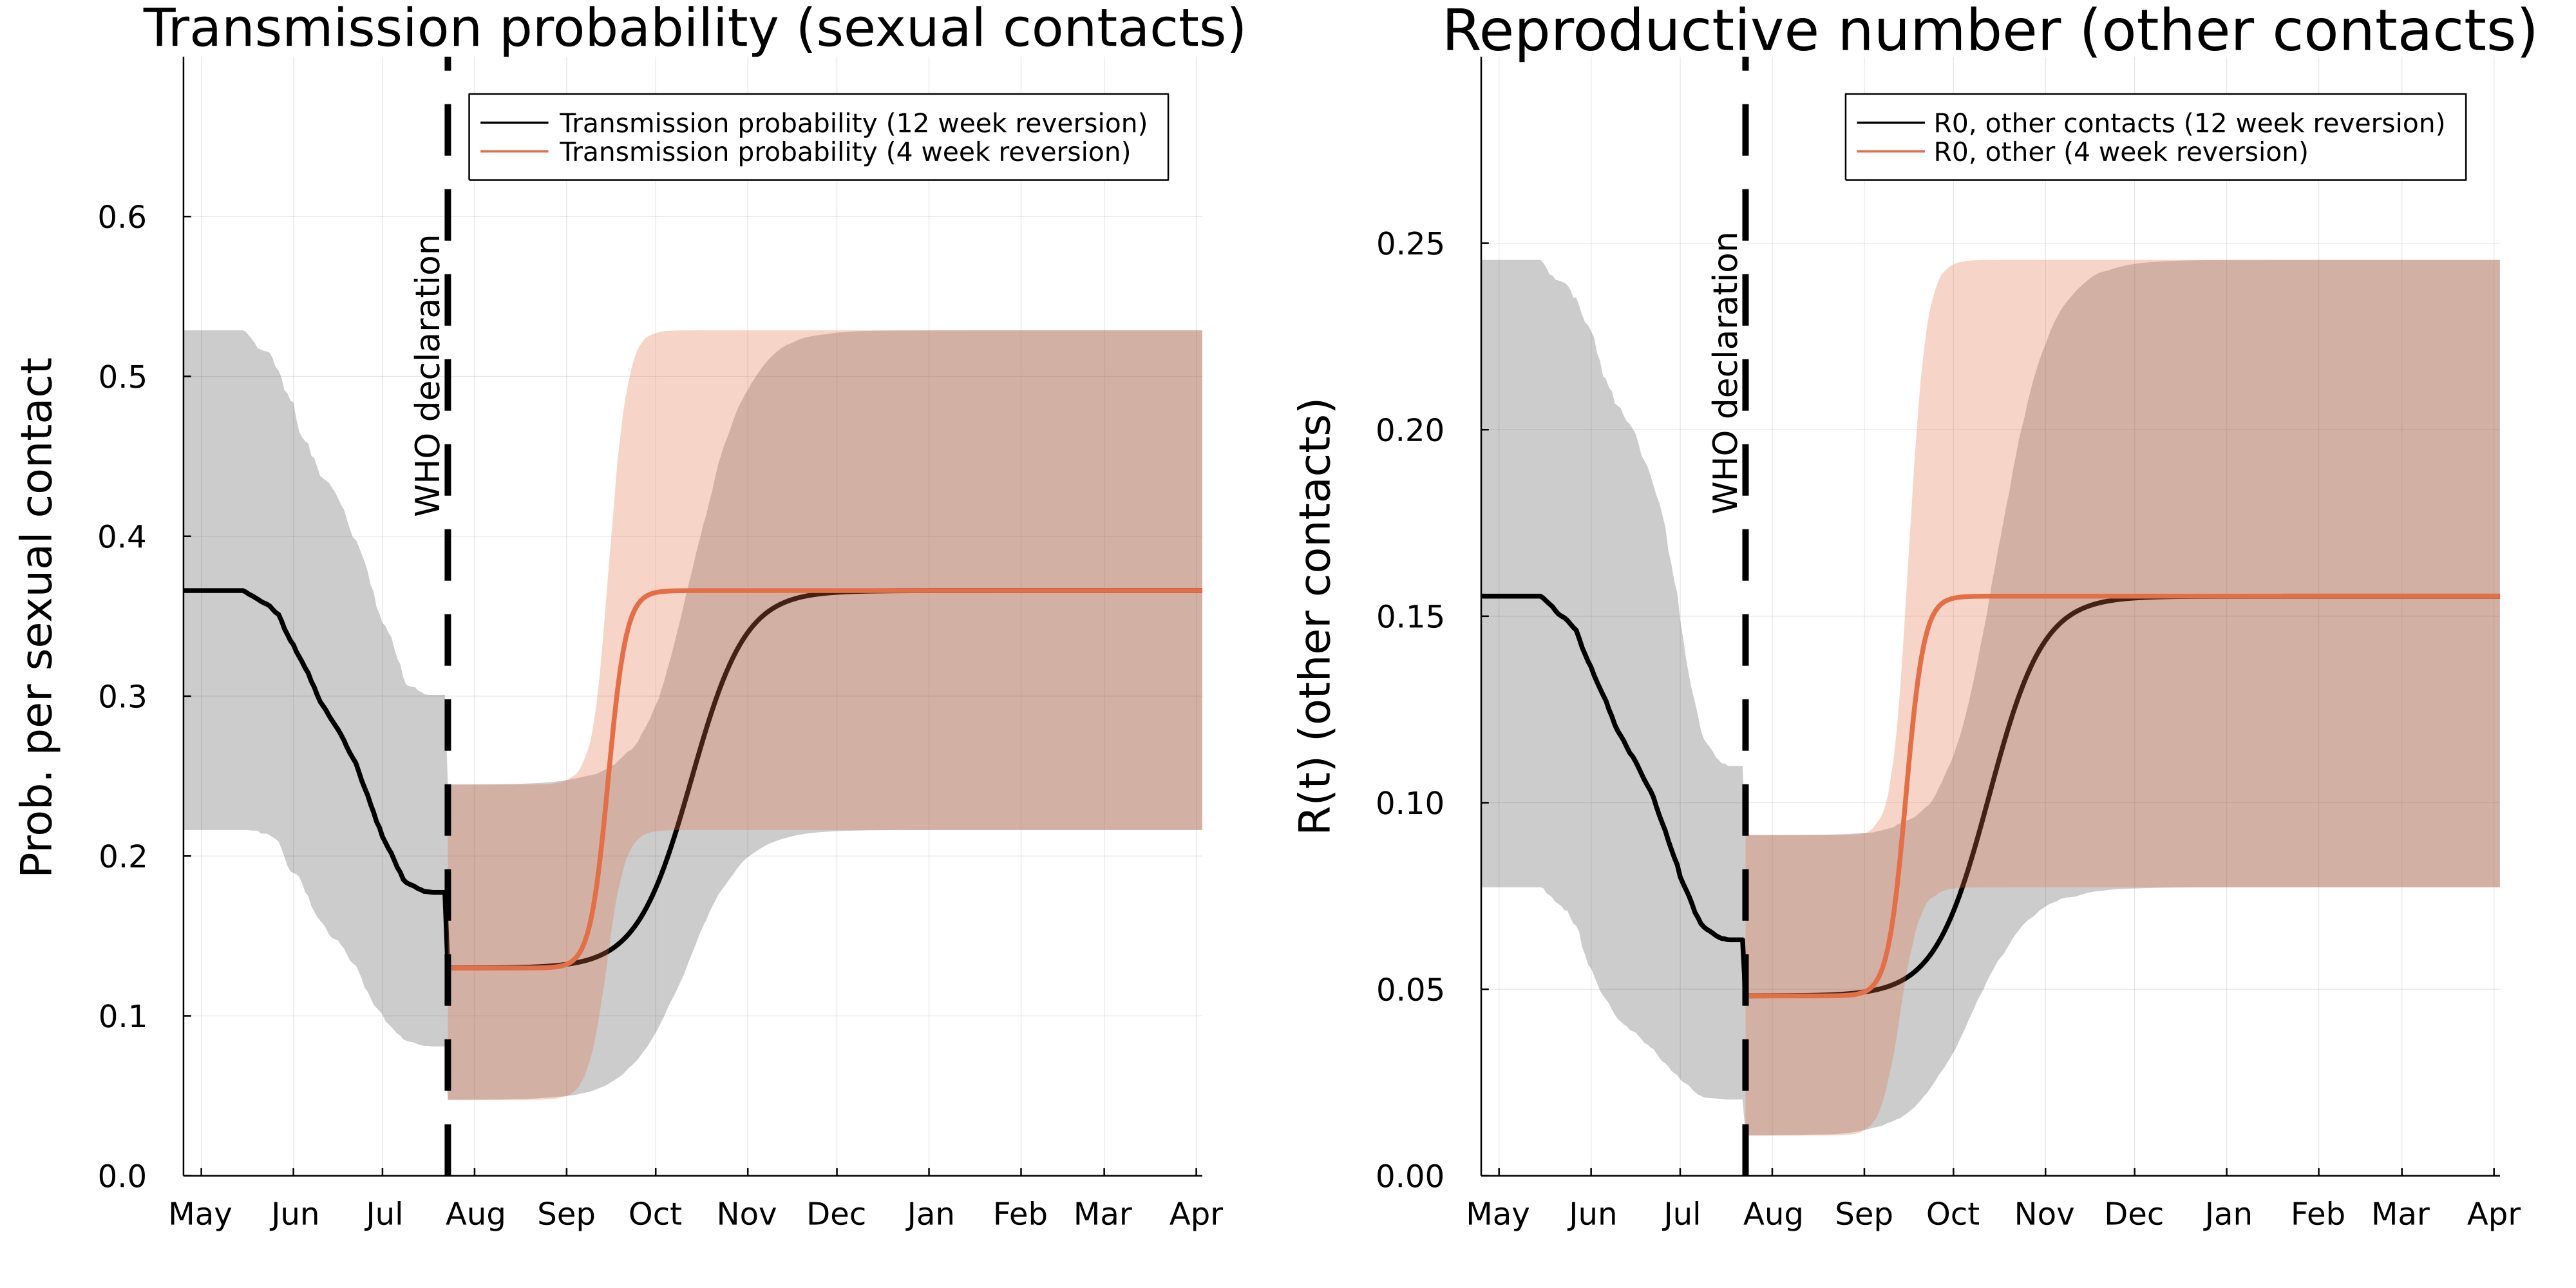 Transmission probability (sexual contacts)
Transmission probability (12 week reversion)
Transmission probability (4 week reversion)
WHO declaration
Prob. per sexual contact
0.6
0.5
0.4
0.3
0.2
0.1
0.0
May Jun Jul Aug Sep Oct Nov Dec Jan Feb Mar Apr
Reproductive number (other contacts)
R0, other contacts (12 week reversion)
R0, other (4 week reversion)
WHO declaration
R(t) (other contacts)
0.25
0.20
0.15
0.10
0.05
0.00
May Jun Jul Aug Sep Oct Nov Dec Jan Feb Mar Apr